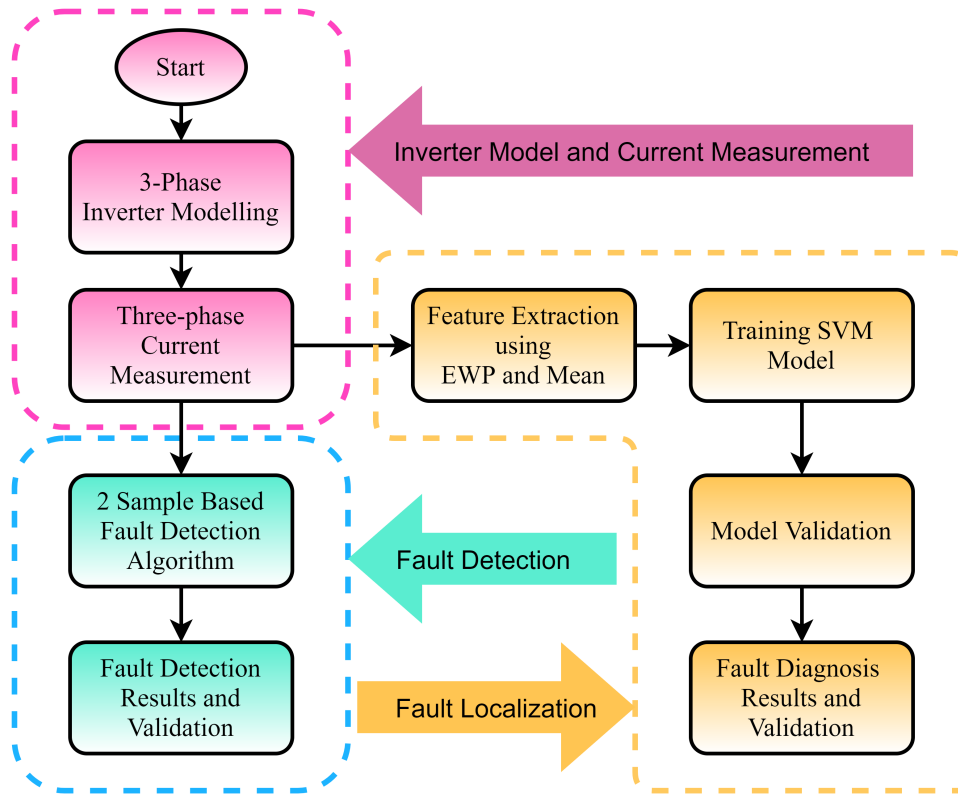 Start
3-Phase
Inverter Modelling
Inverter Model and Current Measurement
Three-phase
Current
Measurement
Feature Extraction
using
EWP and Mean
Training SVM
Model
2 Sample Based
Fault Detection
Algorithm
Fault Detection
Model Validation
Fault Detection
Results and
Validation
Fault Localization
Fault Diagnosis
Results and
Validation